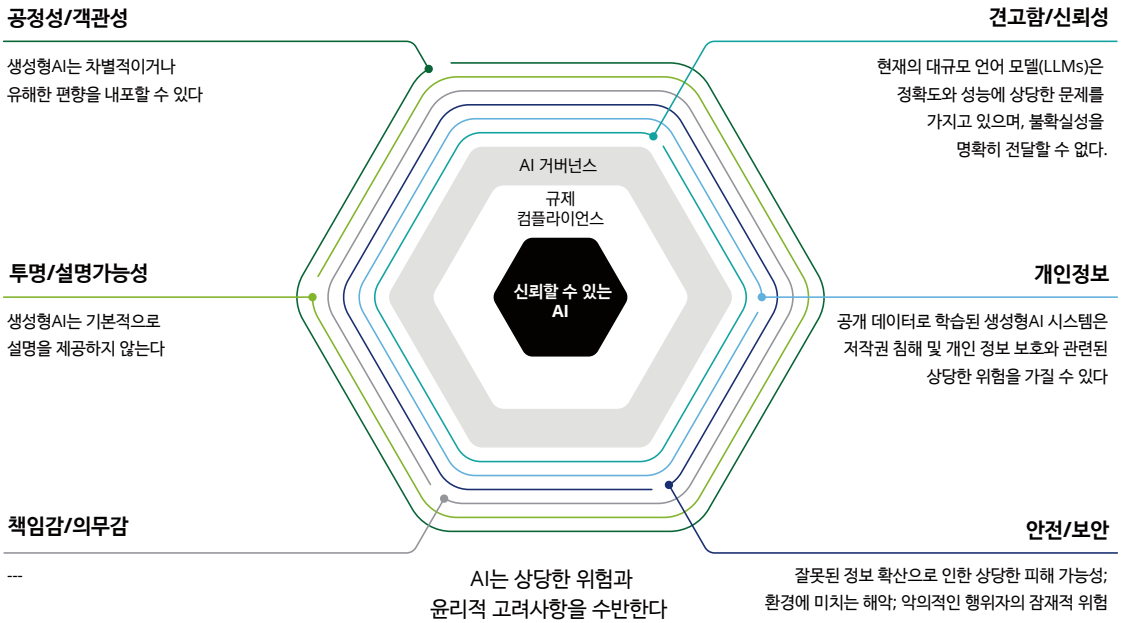 공정성/객관성
생성형AI는 차별적이거나
유해한 편향을 내포할 수 있다
견고함/신뢰성
현재의 대규모 언어 모델(LLMs)은
정확도와 성능에 상당한 문제를
가지고 있으며, 불확실성을
명확히 전달할 수 없다.
AI 거버넌스
규제
컴플라이언스
신뢰할 수 있는
AI
투명/설명가능성
생성형AI는 기본적으로
설명을 제공하지 않는다
개인정보
공개 데이터로 학습된 생성형AI 시스템은
저작권 침해 및 개인 정보 보호와 관련된
상당한 위험을 가질 수 있다
책임감/의무감
---
안전/보안
잘못된 정보 확산으로 인한 상당한 피해 가능성;
환경에 미치는 해악; 악의적인 행위자의 잠재적 위험
AI는 상당한 위험과
윤리적 고려사항을 수반한다